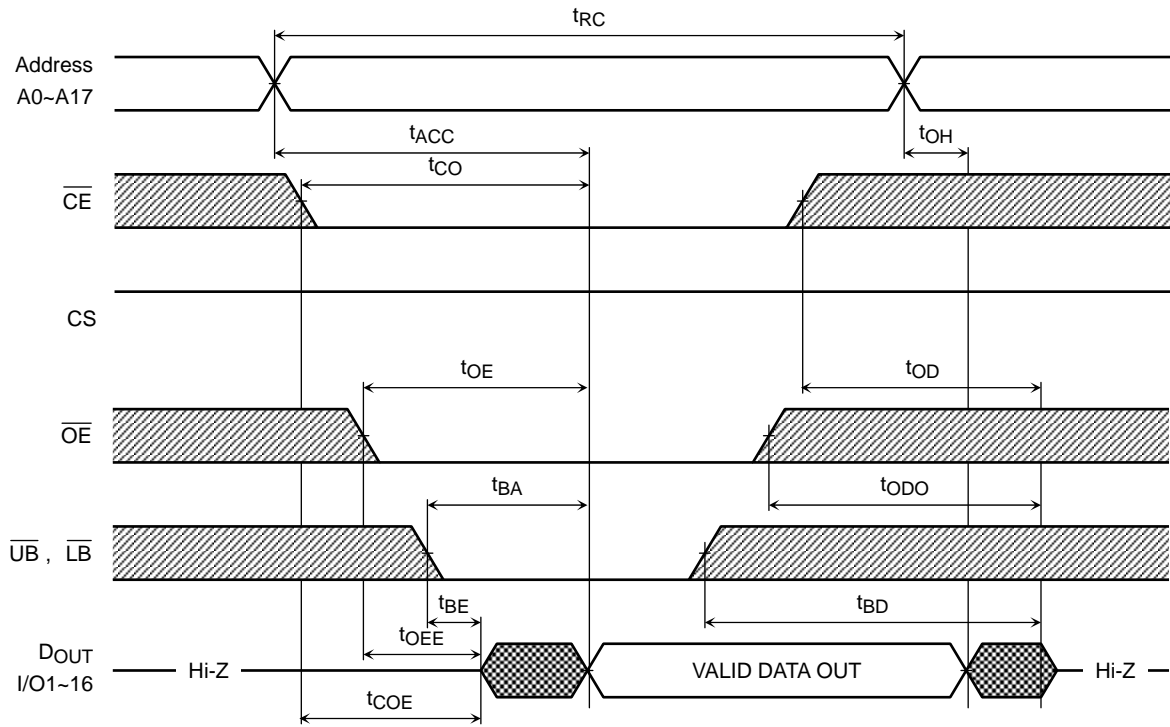 tRC
Address
A0~A17
tACC
tOH
tCO
CE
CS
tOE
tOD
OE
tBA
tODO
UB , LB
tBE
tBD
tOEE
DOUT
I/O1~16
Hi-Z
VALID DATA OUT
Hi-Z
tCOE